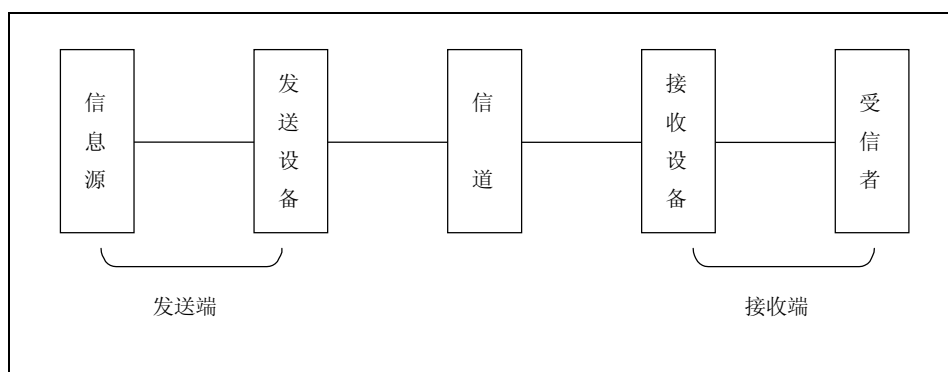 信息源
发送设备
信道
接收设备
受信者
发送端
接收端